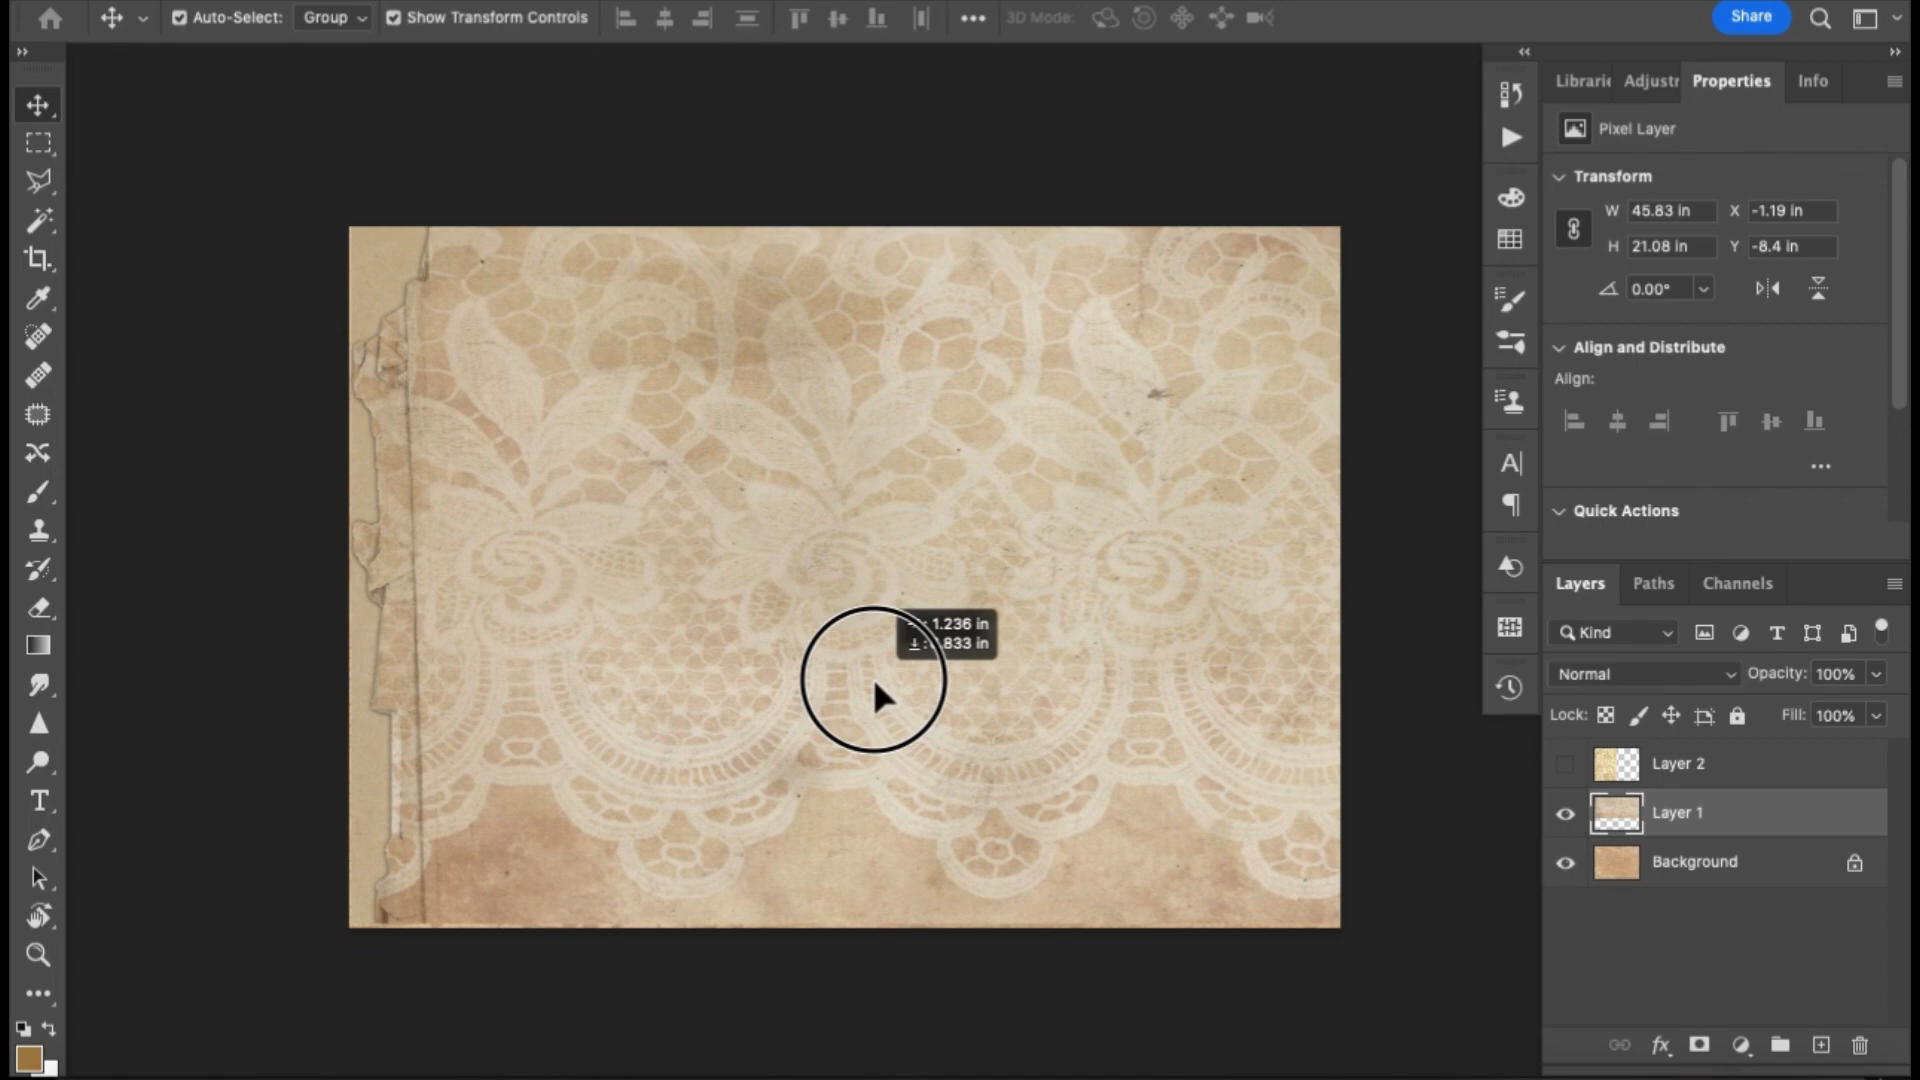 Auto-Select: Group Show Transform Controls 3D Mode: Share
Adjustr Properties Info
Pixel Layer
Transform
W 45.83 in X -1.19 in
H 21.08 in Y -8.4 in
0.00°
Align and Distribute
Align:
Quick Actions
Layers Paths Channels
Kind
Normal Opacity: 100%
Lock: Fill: 100%
Layer 2
Layer 1
Background
1.236 in
833 in